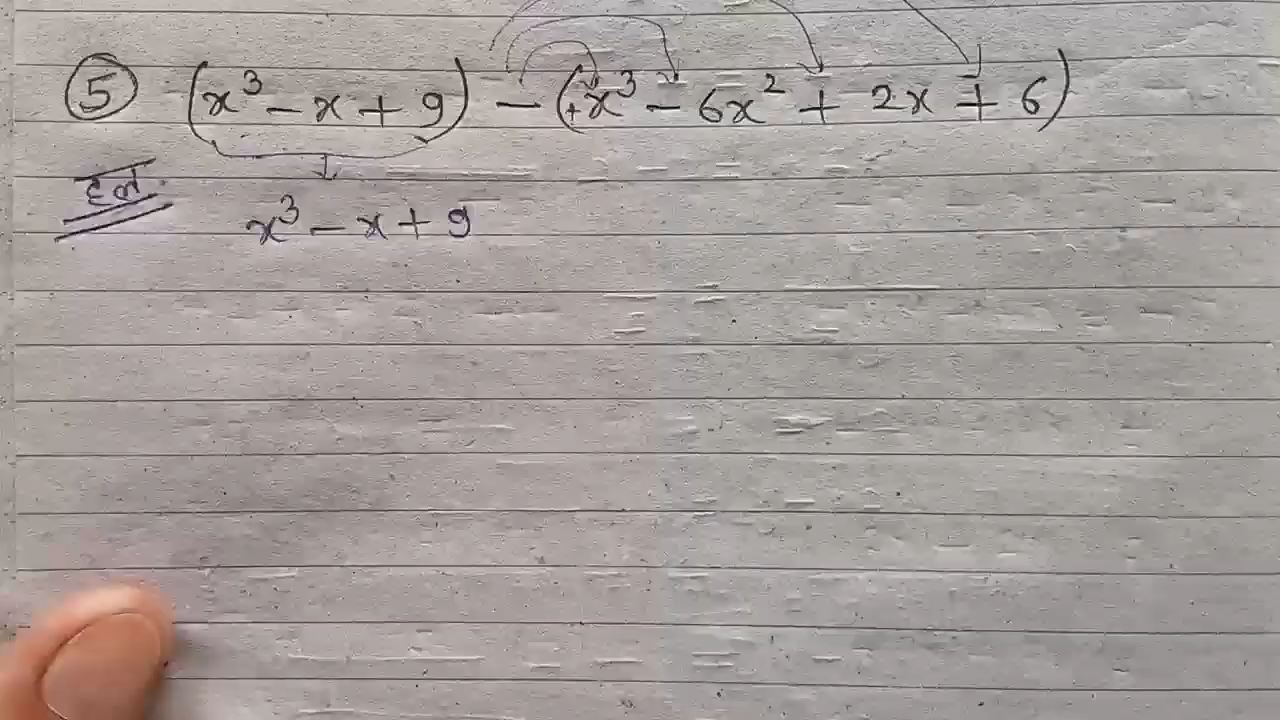 ⑤ (x³ - x + 9) - (+x³ - 6x² + 2x + 6)
हल
x³ - x + 9